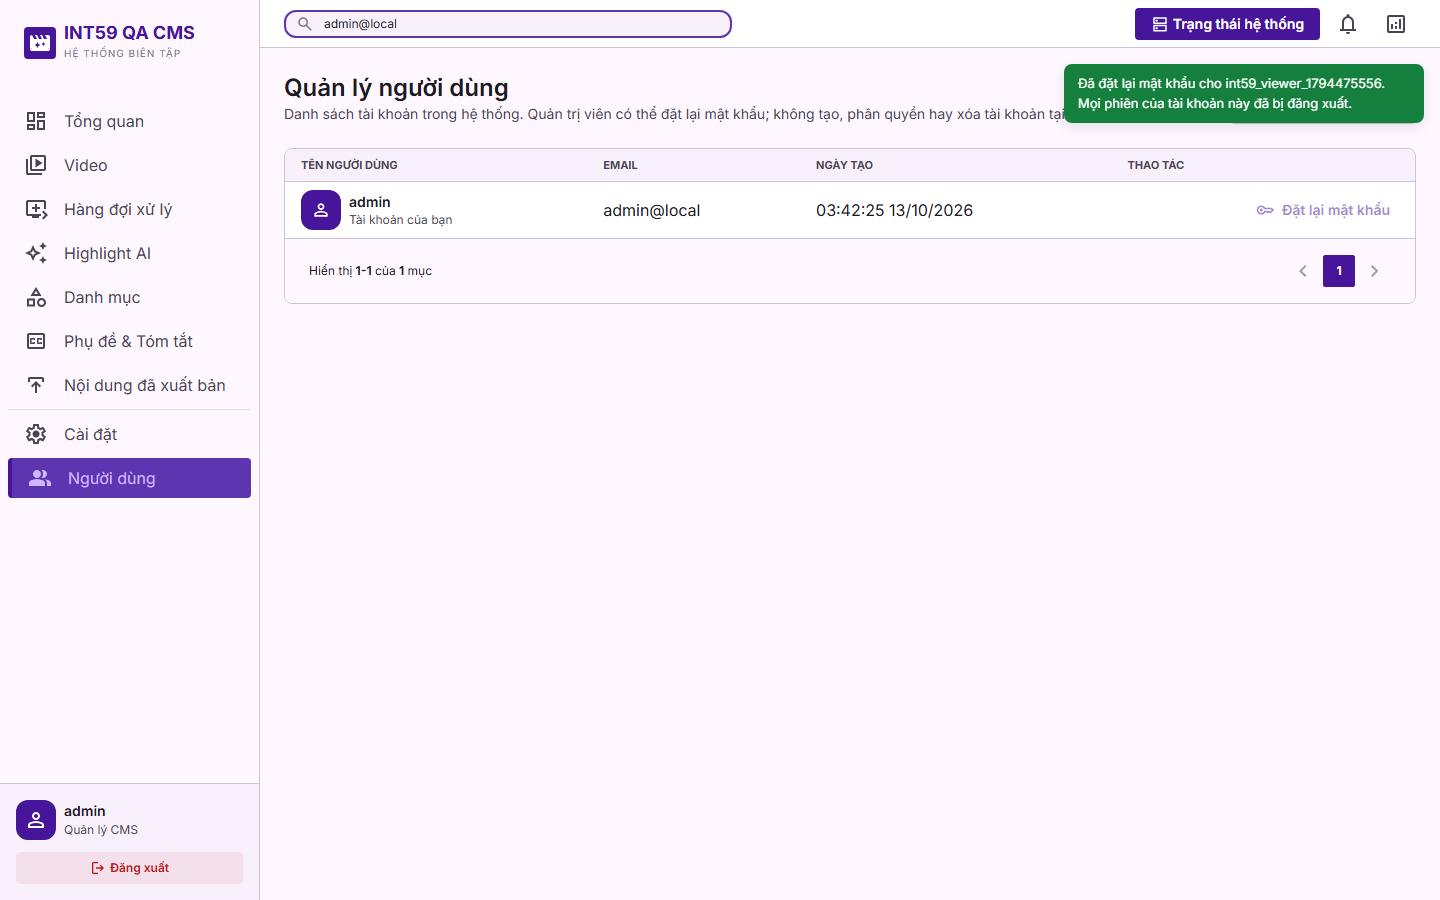 INT59 QA CMS
HỆ THỐNG BIÊN TẬP
admin@local
Trạng thái hệ thống
Đã đặt lại mật khẩu cho int59_viewer_1794475556.
Mọi phiên của tài khoản này đã bị đăng xuất.
Tổng quan
Video
Hàng đợi xử lý
Highlight AI
Danh mục
Phụ đề & Tóm tắt
Nội dung đã xuất bản
Cài đặt
Người dùng
Quản lý người dùng
Danh sách tài khoản trong hệ thống. Quản trị viên có thể đặt lại mật khẩu; không tạo, phân quyền hay xóa tài khoản tại
TÊN NGƯỜI DÙNG EMAIL NGÀY TẠO THAO TÁC
admin
Tài khoản của bạn
admin@local
03:42:25 13/10/2026
Đặt lại mật khẩu
Hiển thị 1-1 của 1 mục
1
admin
Quản lý CMS
Đăng xuất